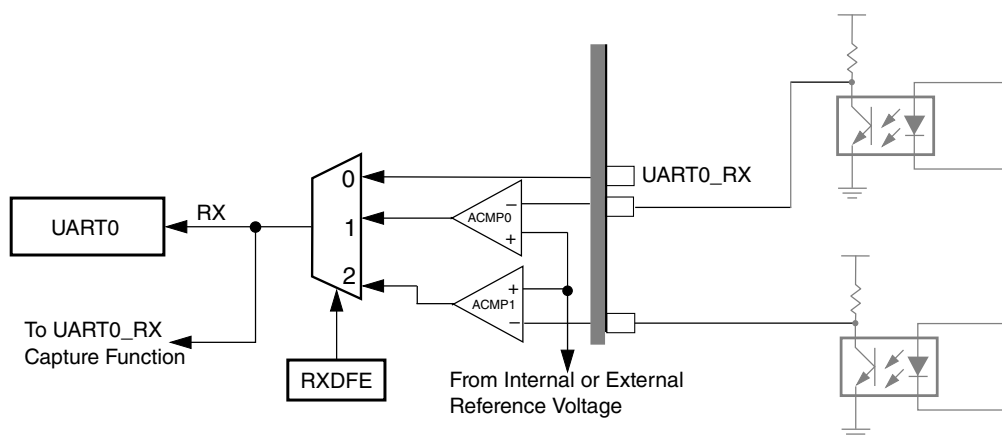 UART0_RX
0
ACMP0
−
+
RX
UART0
1
2
ACMP1
+
−
To UART0_RX
Capture Function
RXDFE
From Internal or External
Reference Voltage